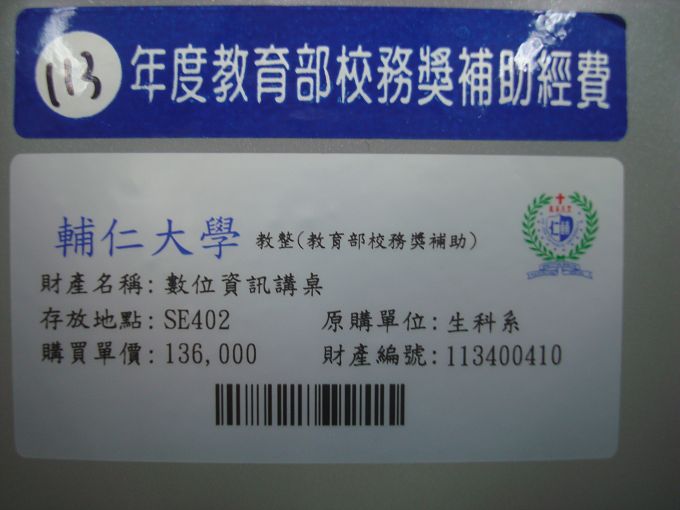 113 年度教育部校務獎補助經費
輔仁大學 教整(教育部校務獎補助)
財產名稱: 數位資訊講桌
存放地點: SE402 原購單位: 生科系
購買單價: 136,000 財產編號: 113400410